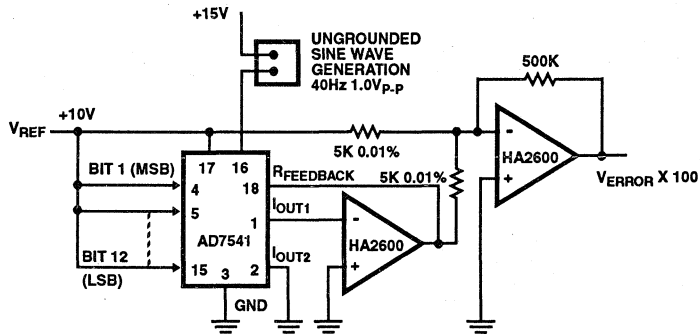 +15V
UNGROUNDED
SINE WAVE
GENERATION
40Hz 1.0VP-P
500K
+10V
VREF
5K 0.01%
BIT 1 (MSB)
17
16
4
18
RFEEDBACK
5K 0.01%
HA2600
-
+
VERROR X 100
5
1
IOUT1
-
HA2600
+
AD7541
BIT 12
(LSB)
15
3
2
IOUT2
GND